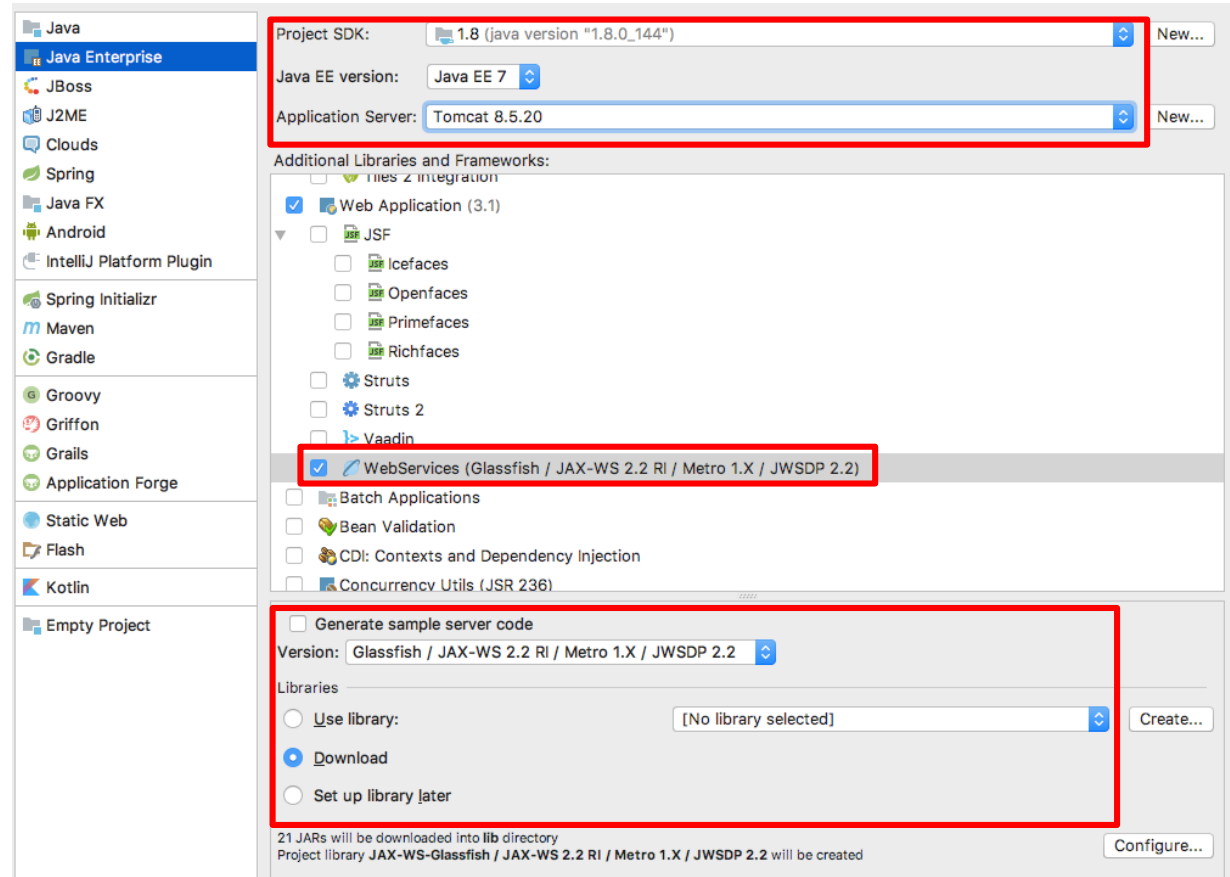 Java
Java Enterprise
JBoss
J2ME
Clouds
Spring
Java FX
Android
IntelliJ Platform Plugin
Spring Initializr
Maven
Gradle
Groovy
Griffon
Grails
Application Forge
Static Web
Flash
Kotlin
Empty Project
Project SDK: 1.8 (java version "1.8.0_144") New...
Java EE version: Java EE 7
Application Server: Tomcat 8.5.20 New...
Additional Libraries and Frameworks:
Tiles 2 Integration
Web Application (3.1)
JSF
Icefaces
Openfaces
Primefaces
Richfaces
Struts
Struts 2
Vaadin
WebServices (Glassfish / JAX-WS 2.2 RI / Metro 1.X / JWSDP 2.2)
Batch Applications
Bean Validation
CDI: Contexts and Dependency Injection
Concurrency Utils (JSR 236)
Generate sample server code
Version: Glassfish / JAX-WS 2.2 RI / Metro 1.X / JWSDP 2.2
Libraries
Use library: [No library selected] Create...
Download
Set up library later
21 JARs will be downloaded into lib directory
Project library JAX-WS-Glassfish / JAX-WS 2.2 RI / Metro 1.X / JWSDP 2.2 will be created
Configure...